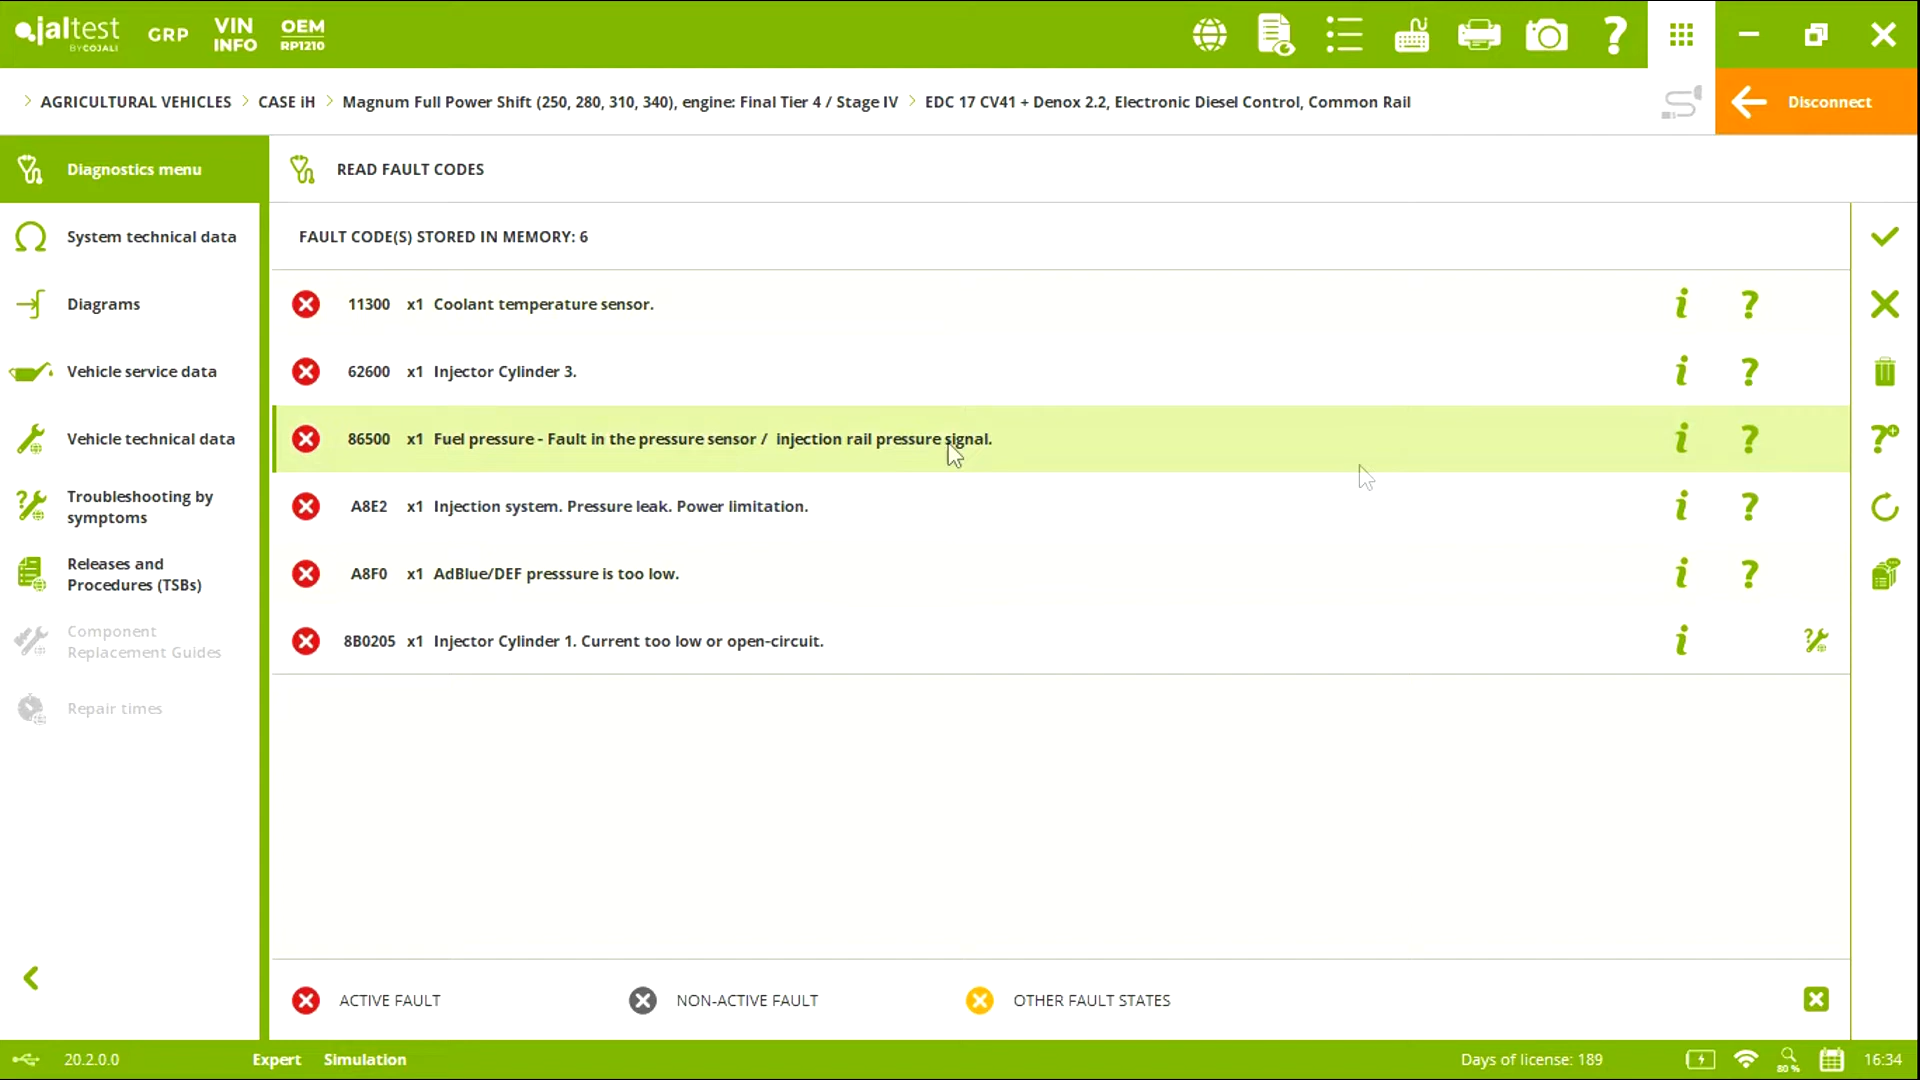 jaltest
BY COJALI
GRP
VIN
INFO
OEM
RP1210
AGRICULTURAL VEHICLES
CASE iH
Magnum Full Power Shift (250, 280, 310, 340), engine: Final Tier 4 / Stage IV
EDC 17 CV41 + Denox 2.2, Electronic Diesel Control, Common Rail
Disconnect
Diagnostics menu
System technical data
Diagrams
Vehicle service data
Vehicle technical data
Troubleshooting by
symptoms
Releases and
Procedures (TSBs)
Component
Replacement Guides
Repair times
READ FAULT CODES
FAULT CODE(S) STORED IN MEMORY: 6
11300 x1 Coolant temperature sensor.
62600 x1 Injector Cylinder 3.
86500 x1 Fuel pressure - Fault in the pressure sensor / injection rail pressure signal.
A8E2 x1 Injection system. Pressure leak. Power limitation.
A8F0 x1 AdBlue/DEF presssure is too low.
8B0205 x1 Injector Cylinder 1. Current too low or open-circuit.
ACTIVE FAULT
NON-ACTIVE FAULT
OTHER FAULT STATES
20.2.0.0
Expert
Simulation
Days of license: 189
80 %
16:34